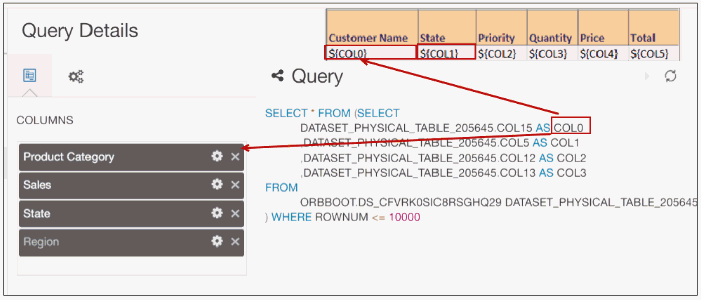 Query Details
Customer Name State Priority Quantity Price Total
${COL0} ${COL1} ${COL2} ${COL3} ${COL4} ${COL5}
COLUMNS
Product Category
Sales
State
Region
Query
SELECT * FROM (SELECT
DATASET_PHYSICAL_TABLE_205645.COL15 AS COL0
,DATASET_PHYSICAL_TABLE_205645.COL5 AS COL1
,DATASET_PHYSICAL_TABLE_205645.COL12 AS COL2
,DATASET_PHYSICAL_TABLE_205645.COL13 AS COL3
FROM
ORBBOOT.DS_CFVRK0SIC8RSGHQ29 DATASET_PHYSICAL_TABLE_205645
) WHERE ROWNUM <= 10000